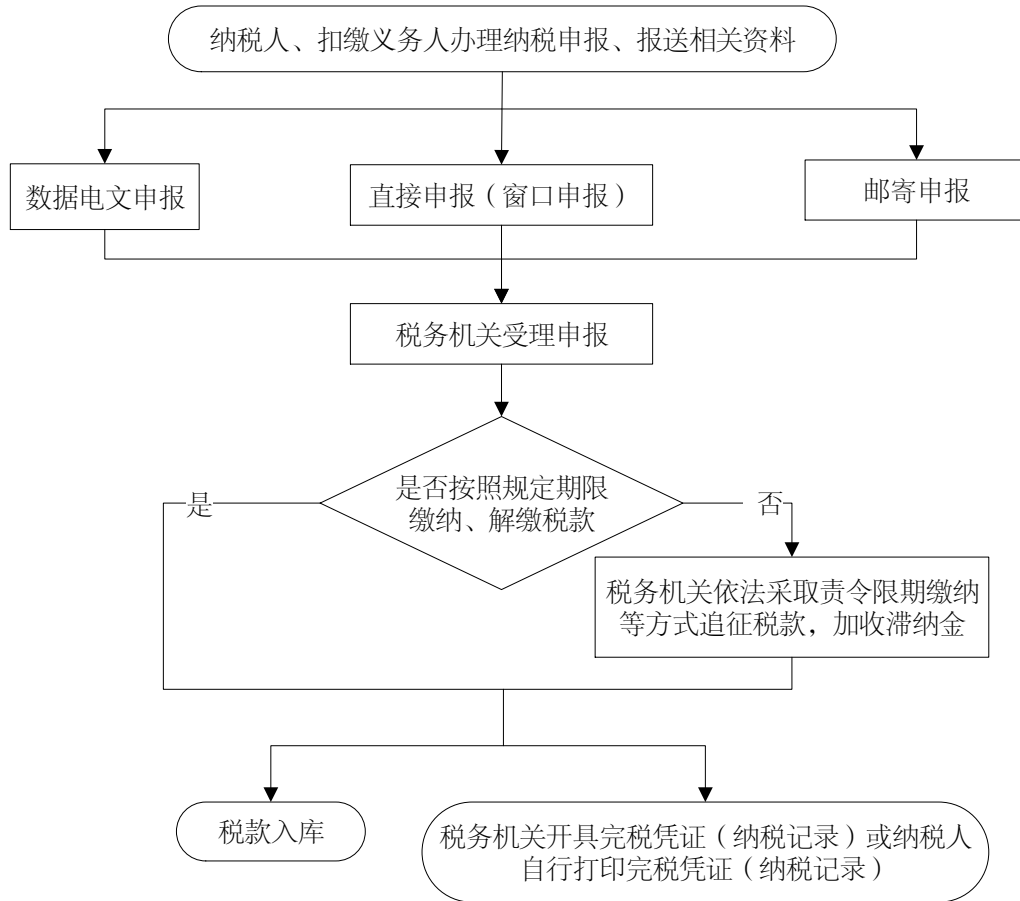 纳税人、扣缴义务人办理纳税申报、报送相关资料
数据电文申报
直接申报（窗口申报）
邮寄申报
税务机关受理申报
是否按照规定期限
缴纳、解缴税款
是
否
税务机关依法采取责令限期缴纳
等方式追征税款，加收滞纳金
税款入库
税务机关开具完税凭证（纳税记录）或纳税人
自行打印完税凭证（纳税记录）